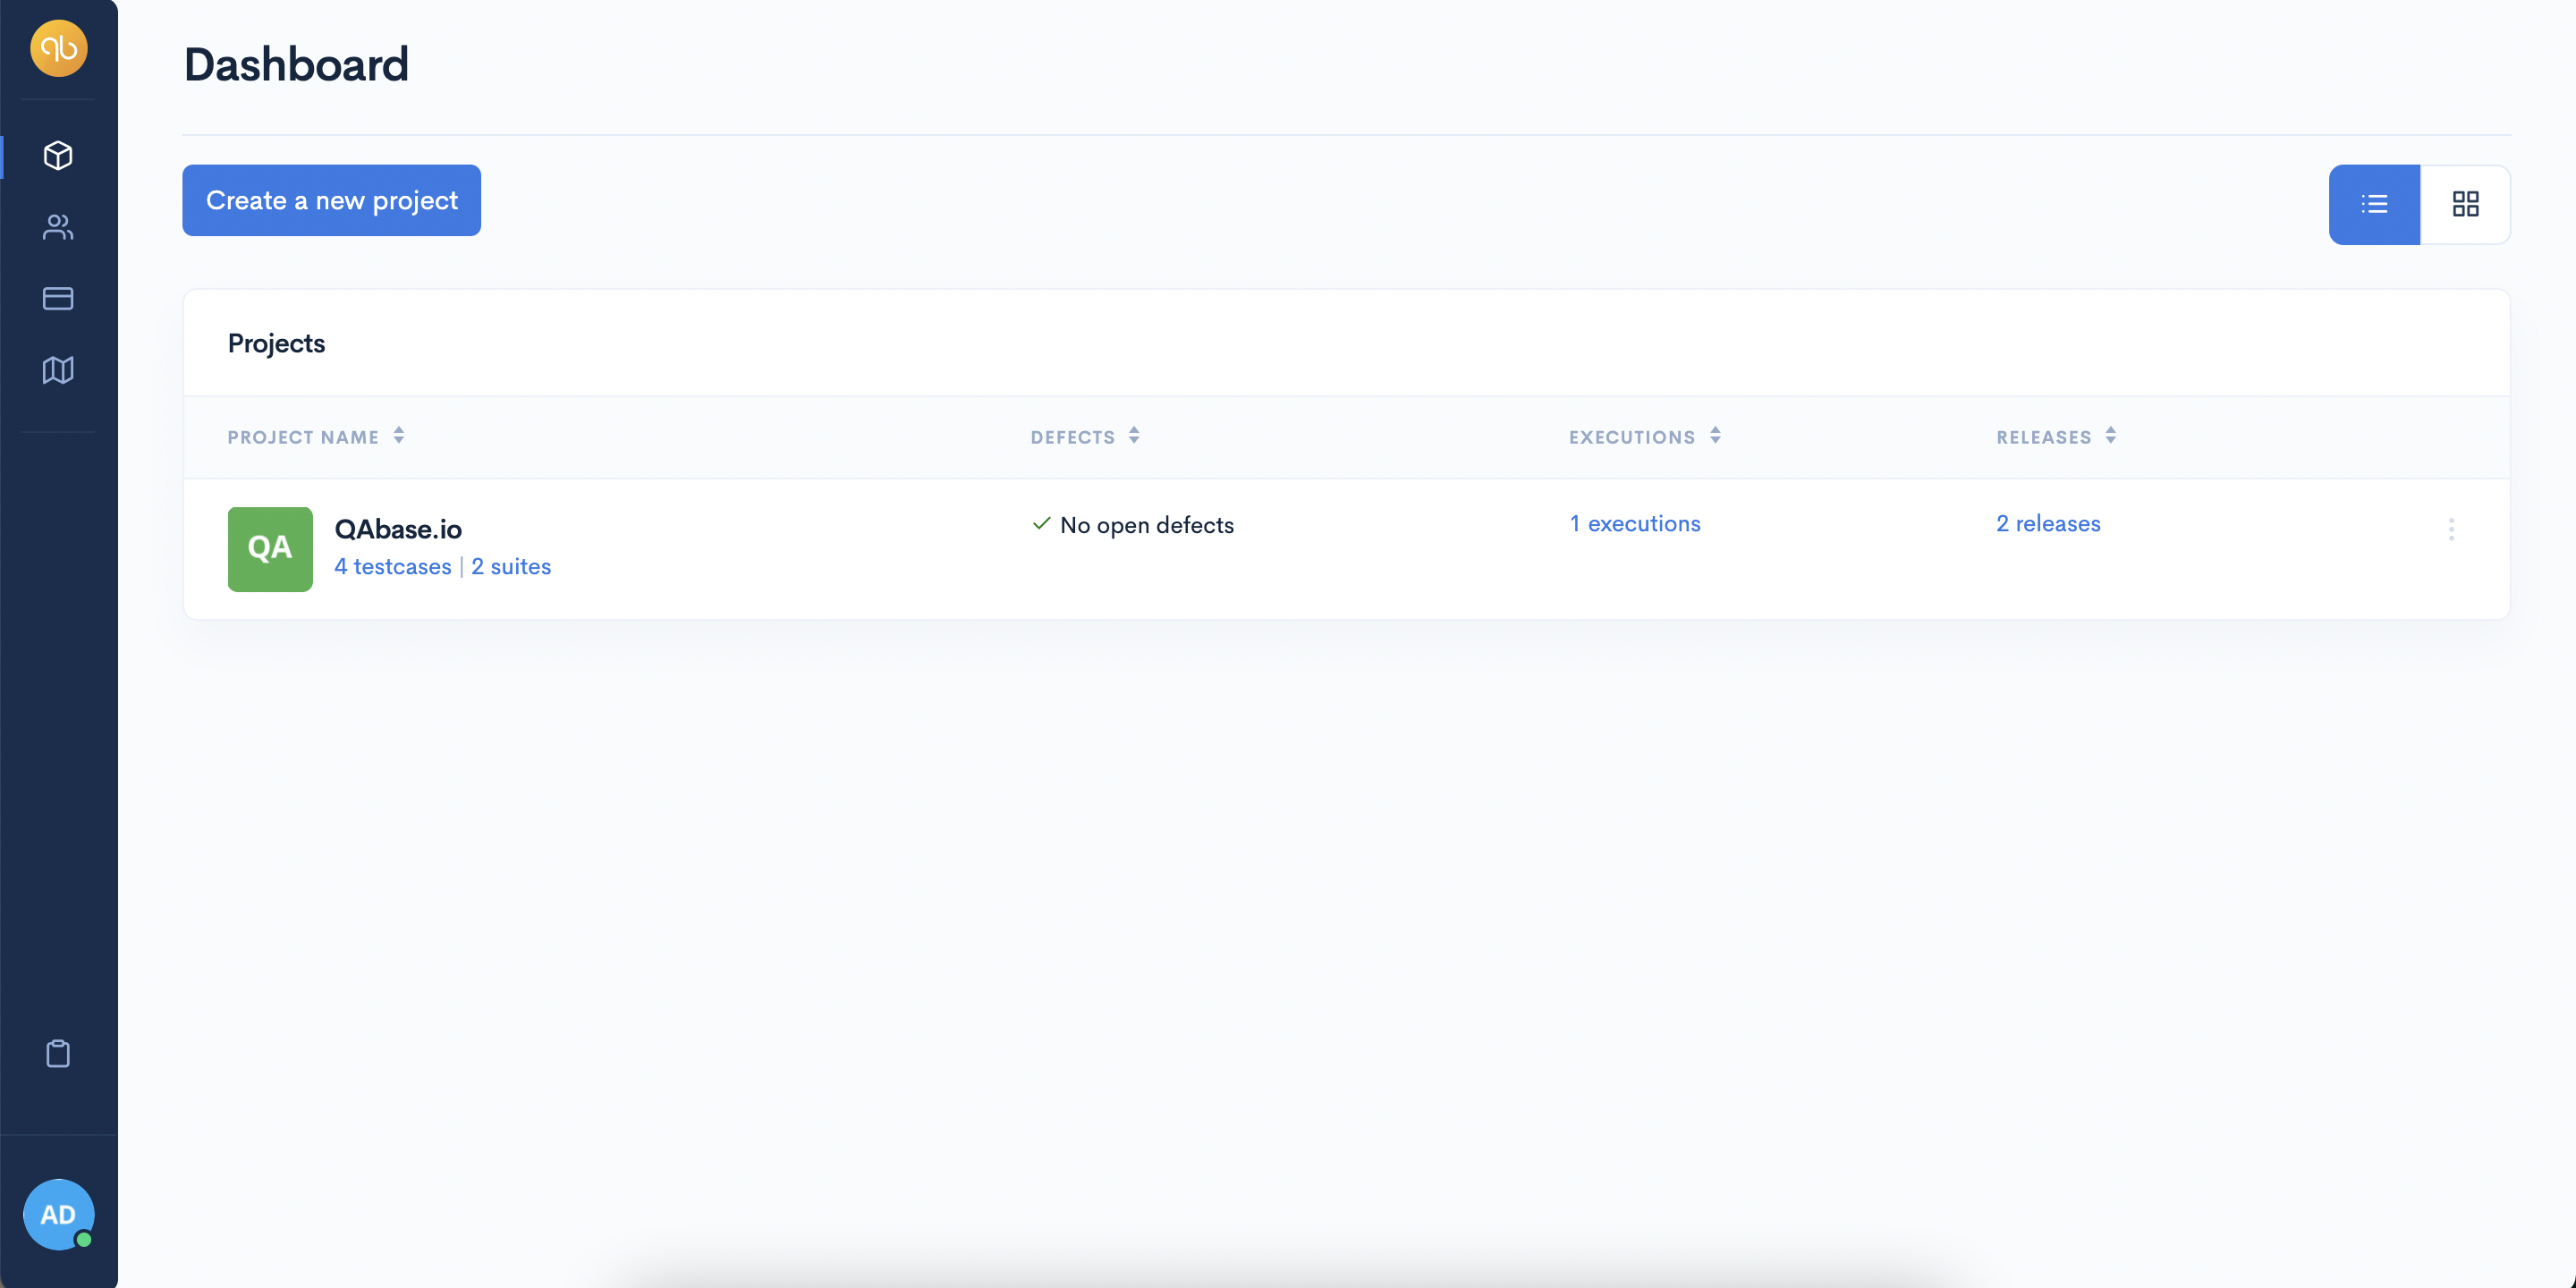 qb
Dashboard
Create a new project
Projects
PROJECT NAME DEFECTS EXECUTIONS RELEASES
QA QAbase.io No open defects 1 executions 2 releases
4 testcases | 2 suites
AD